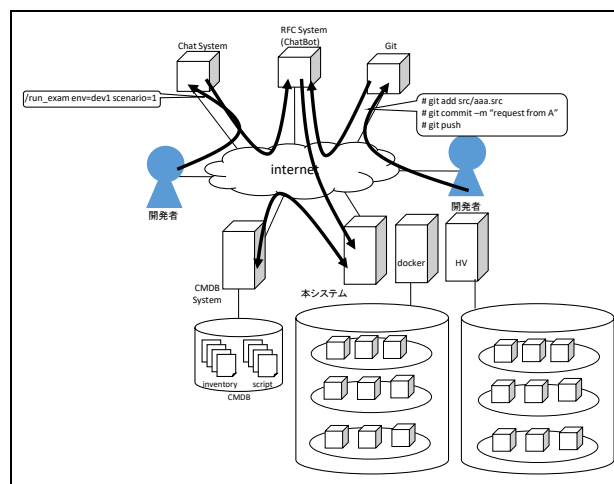 RFC System
(ChatBot)
Chat System
Git
/run_exam env=dev1 scenario=1
# git add src/aaa.src
# git commit –m "request from A"
# git push
internet
開発者
開発者
CMDB
System
本システム
docker
HV
inventory
script
CMDB